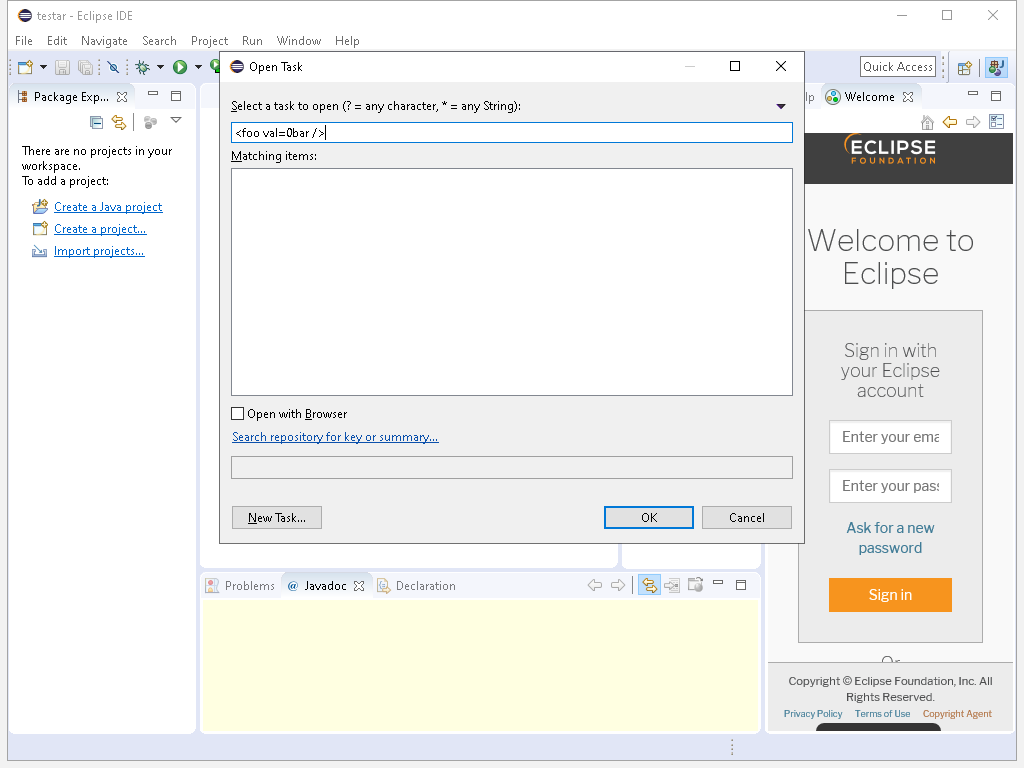 testar - Eclipse IDE
File Edit Navigate Search Project Run Window Help
Quick Access
Package Exp...
There are no projects in your
workspace.
To add a project:
Create a Java project
Create a project...
Import projects...
Open Task
Select a task to open (? = any character, * = any String):
<foo val=0bar />
Matching items:
Open with Browser
Search repository for key or summary...
New Task...
OK
Cancel
Welcome
ECLIPSE
FOUNDATION
Welcome to
Eclipse
Sign in with
your Eclipse
account
Enter your ema
Enter your pass
Ask for a new
password
Sign in
Or
Copyright © Eclipse Foundation, Inc. All
Rights Reserved.
Privacy Policy Terms of Use Copyright Agent
Problems @ Javadoc Declaration